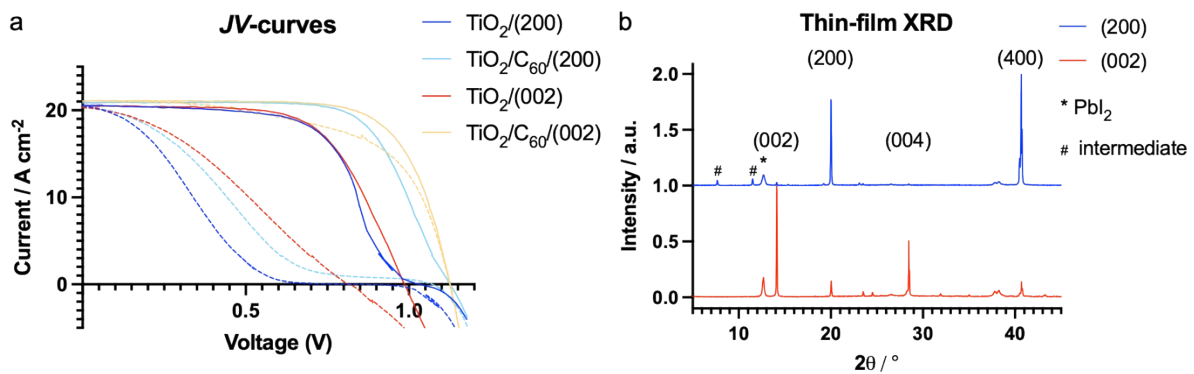 a
JV-curves
TiO2/(200)
TiO2/C60/(200)
TiO2/(002)
TiO2/C60/(002)
20
10
0
0.5
1.0
Current / A cm-2
Voltage (V)
b
Thin-film XRD
(200)
(002)
* PbI2
# intermediate
(200)
(400)
(002)
(004)
#
#
*
2.0
1.5
1.0
0.5
0.0
10
20
30
40
Intensity / a.u.
2θ / °